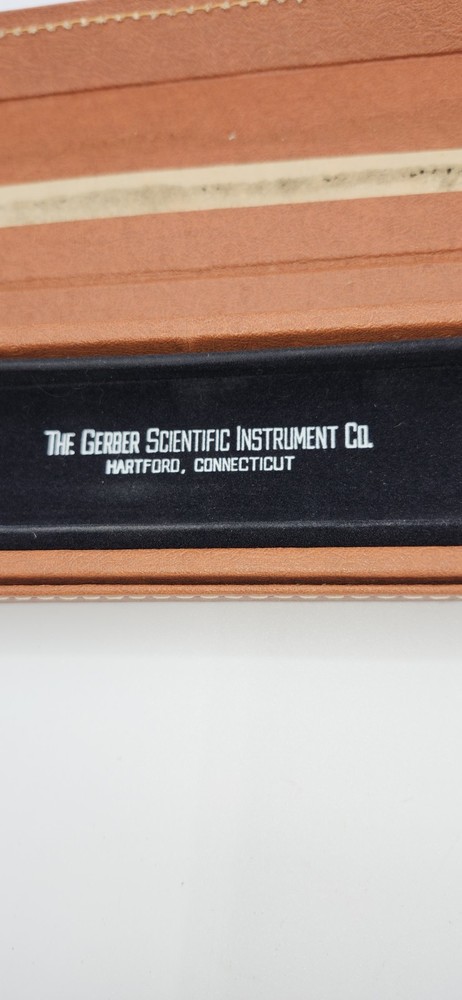 THE GERBER SCIENTIFIC INSTRUMENT CO.
HARTFORD, CONNECTICUT